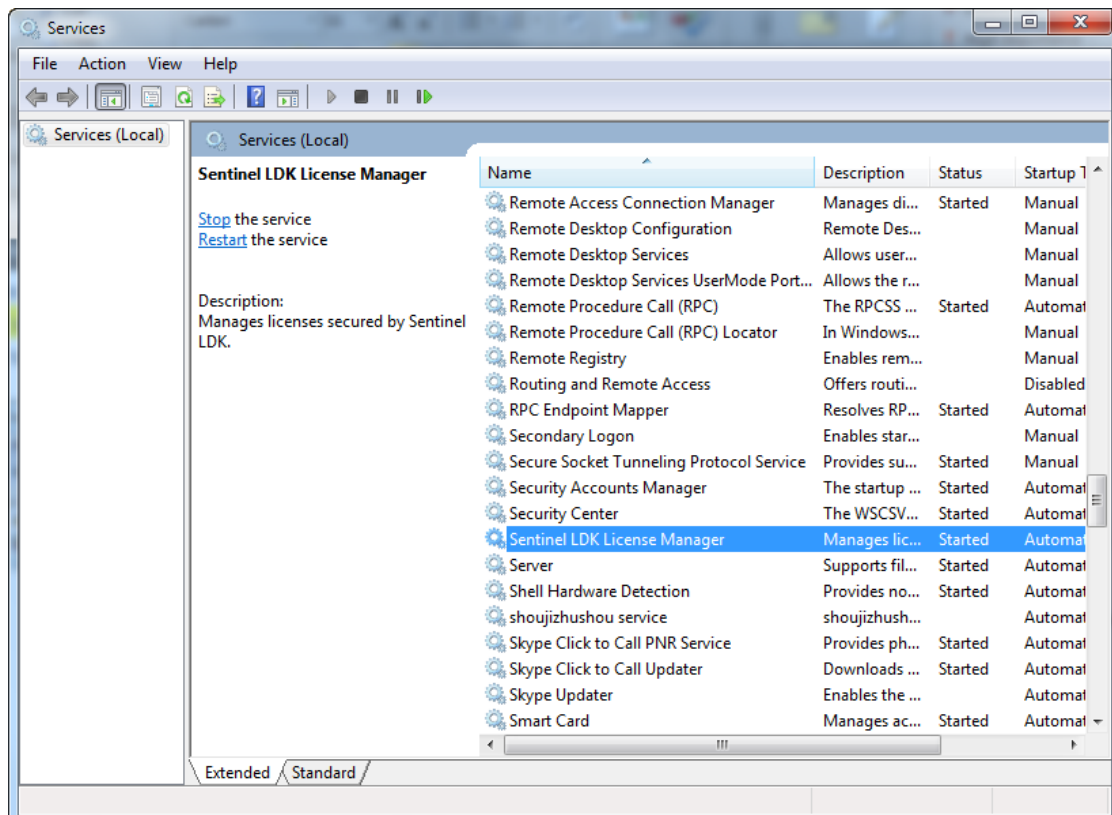 Services
File Action View Help
Services (Local)
Services (Local)
Sentinel LDK License Manager
Stop the service
Restart the service
Description:
Manages licenses secured by Sentinel
LDK.
Name Description Status Startup T
Remote Access Connection Manager Manages di... Started Manual
Remote Desktop Configuration Remote Des... Manual
Remote Desktop Services Allows user... Manual
Remote Desktop Services UserMode Port... Allows the r... Manual
Remote Procedure Call (RPC) The RPCSS ... Started Automat
Remote Procedure Call (RPC) Locator In Windows... Manual
Remote Registry Enables rem... Manual
Routing and Remote Access Offers routi... Disabled
RPC Endpoint Mapper Resolves RP... Started Automat
Secondary Logon Enables star... Manual
Secure Socket Tunneling Protocol Service Provides su... Started Manual
Security Accounts Manager The startup ... Started Automat
Security Center The WSCSV... Started Automat
Sentinel LDK License Manager Manages lic... Started Automat
Server Supports fil... Started Automat
Shell Hardware Detection Provides no... Started Automat
shoujizhushou service shoujizhush... Automat
Skype Click to Call PNR Service Provides ph... Started Automat
Skype Click to Call Updater Downloads ... Started Automat
Skype Updater Enables the ... Automat
Smart Card Manages ac... Started Automat
Extended Standard